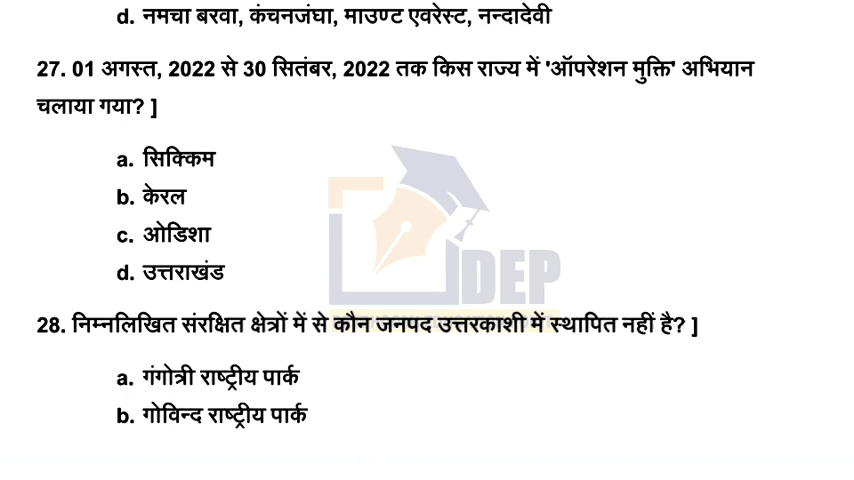 d. नमचा बरवा, कंचनजंघा, माउण्ट एवरेस्ट, नन्दादेवी
27. 01 अगस्त, 2022 से 30 सितंबर, 2022 तक किस राज्य में 'ऑपरेशन मुक्ति' अभियान
चलाया गया? ]
a. सिक्किम
b. केरल
c. ओडिशा
d. उत्तराखंड
DEP
28. निम्नलिखित संरक्षित क्षेत्रों में से कौन जनपद उत्तरकाशी में स्थापित नहीं है? ]
a. गंगोत्री राष्ट्रीय पार्क
b. गोविन्द राष्ट्रीय पार्क